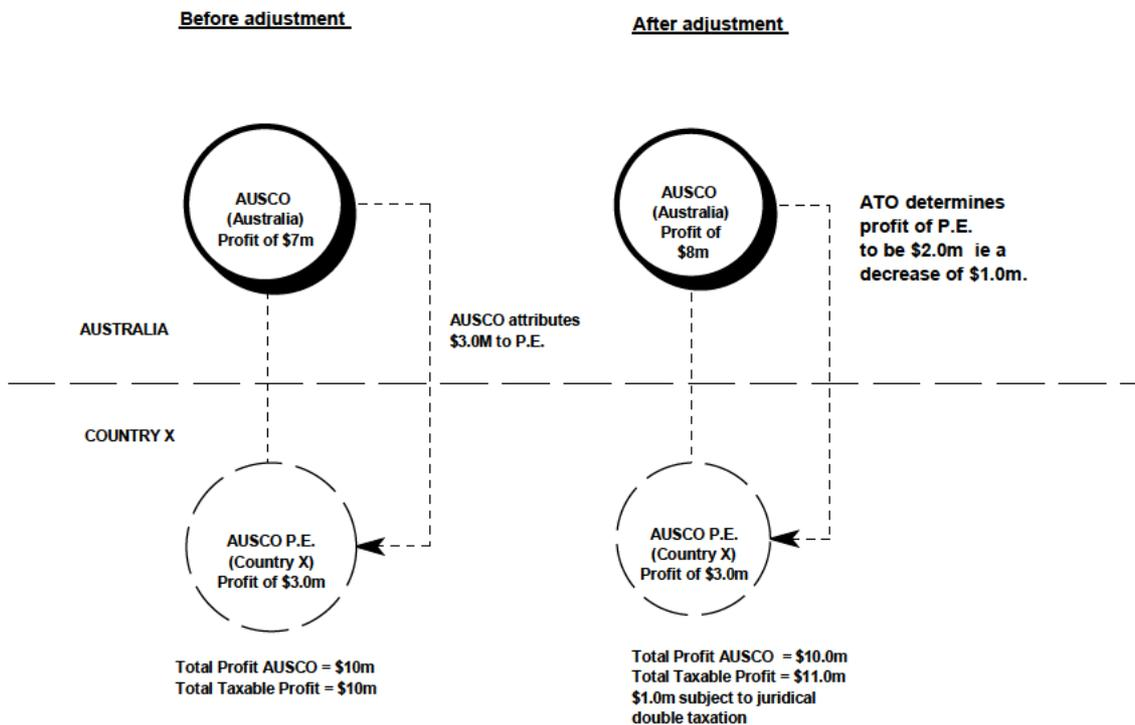 Before adjustment
After adjustment
AUSCO
(Australia)
Profit of $7m
AUSCO
(Australia)
Profit of
$8m
ATO determines
profit of P.E.
to be $2.0m ie a
decrease of $1.0m.
AUSTRALIA
AUSCO attributes
$3.0M to P.E.
COUNTRY X
AUSCO P.E.
(Country X)
Profit of $3.0m
AUSCO P.E.
(Country X)
Profit of $3.0m
Total Profit AUSCO = $10m
Total Taxable Profit = $10m
Total Profit AUSCO = $10.0m
Total Taxable Profit = $11.0m
$1.0m subject to juridical
double taxation